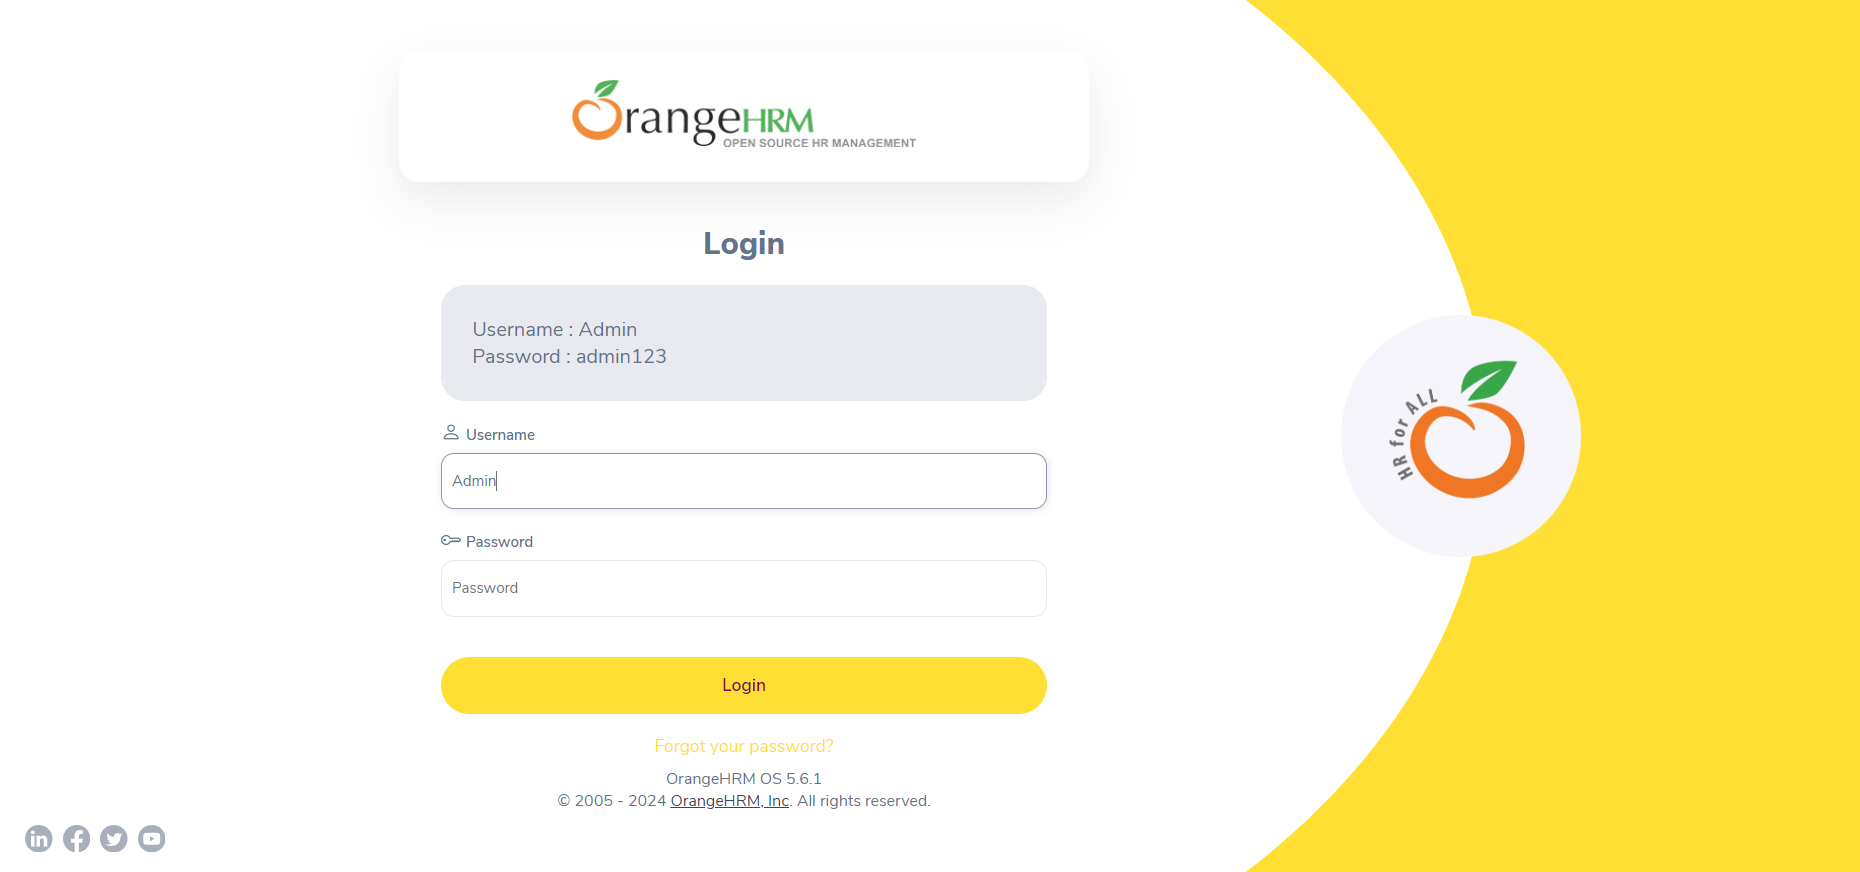 OrangeHRM
OPEN SOURCE HR MANAGEMENT
Login
Username : Admin
Password : admin123
Username
Admin
Password
Password
Login
Forgot your password?
OrangeHRM OS 5.6.1
© 2005 - 2024 OrangeHRM, Inc. All rights reserved.
HR for ALL